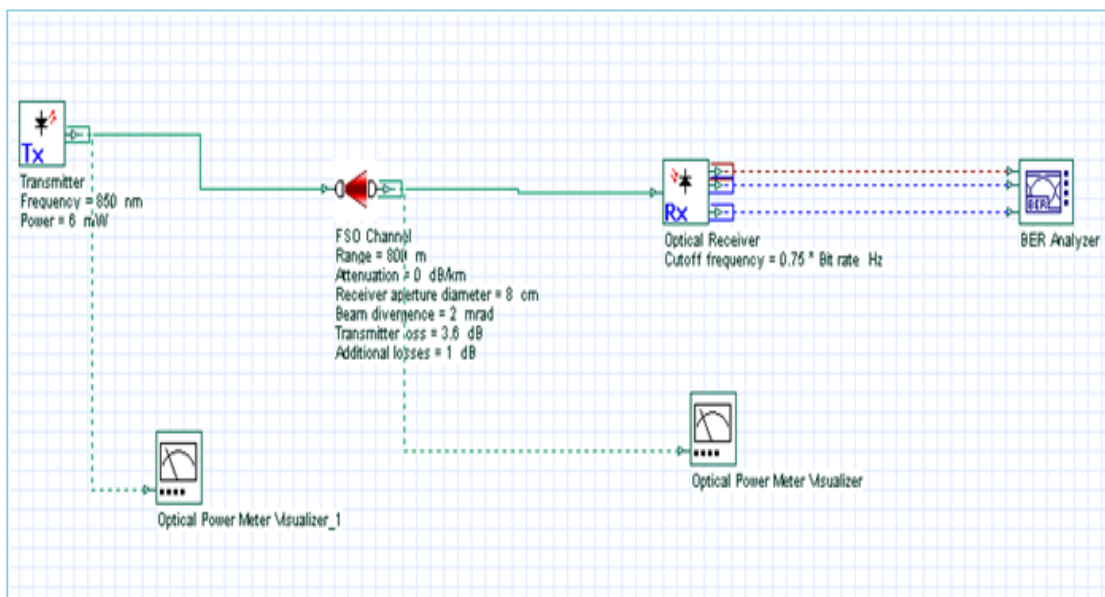 Tx
Transmitter
Frequency = 850 nm
Power = 6 mW
FSO Channel
Range = 800 m
Attenuation = 0 dB/km
Receiver aperture diameter = 8 cm
Beam divergence = 2 mrad
Transmitter loss = 3.6 dB
Additional losses = 1 dB
Rx
Optical Receiver
Cutoff frequency = 0.75 * Bit rate Hz
BER
BER Analyzer
Optical Power Meter Visualizer
Optical Power Meter Visualizer_1